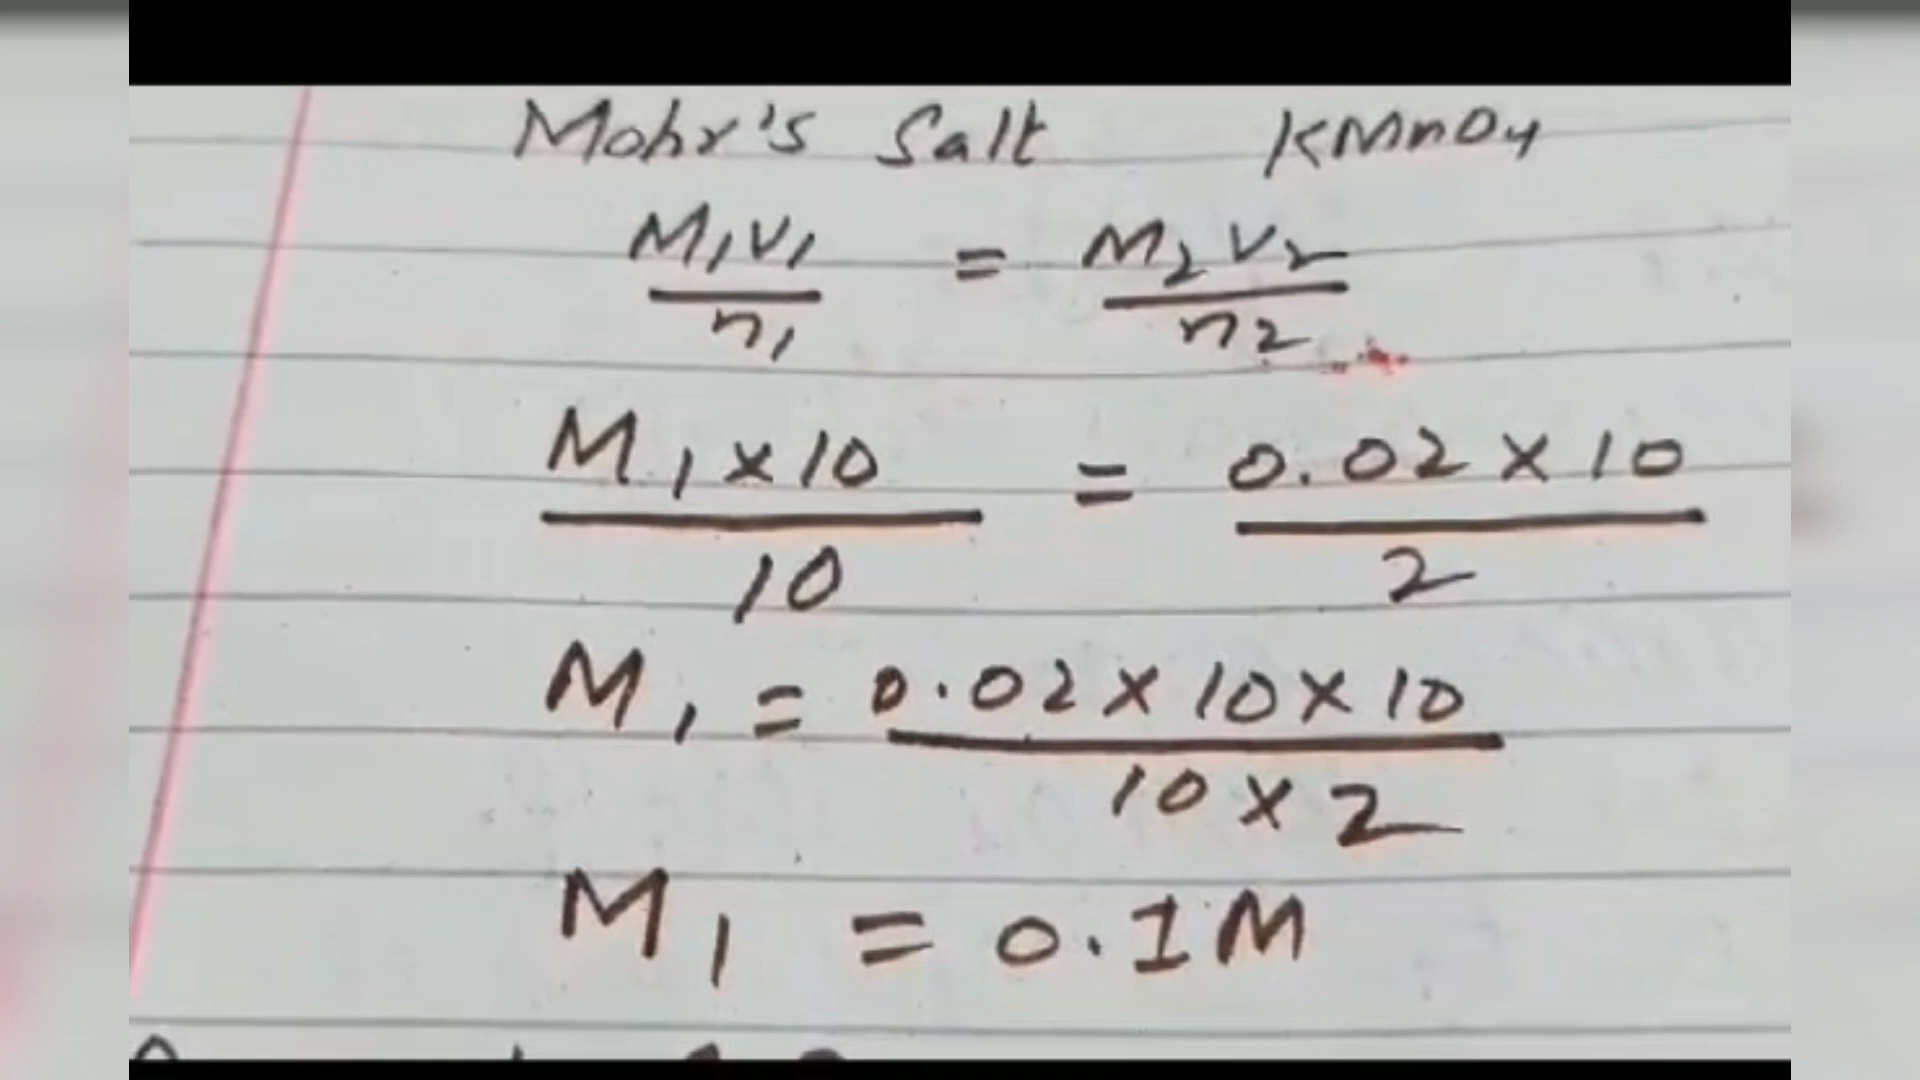 Mohr's Salt KMnO4
M1V1/n1 = M2V2/n2
M1 x 10/10 = 0.02 x 10/2
M1 = 0.02 x 10 x 10/10 x 2
M1 = 0.1M